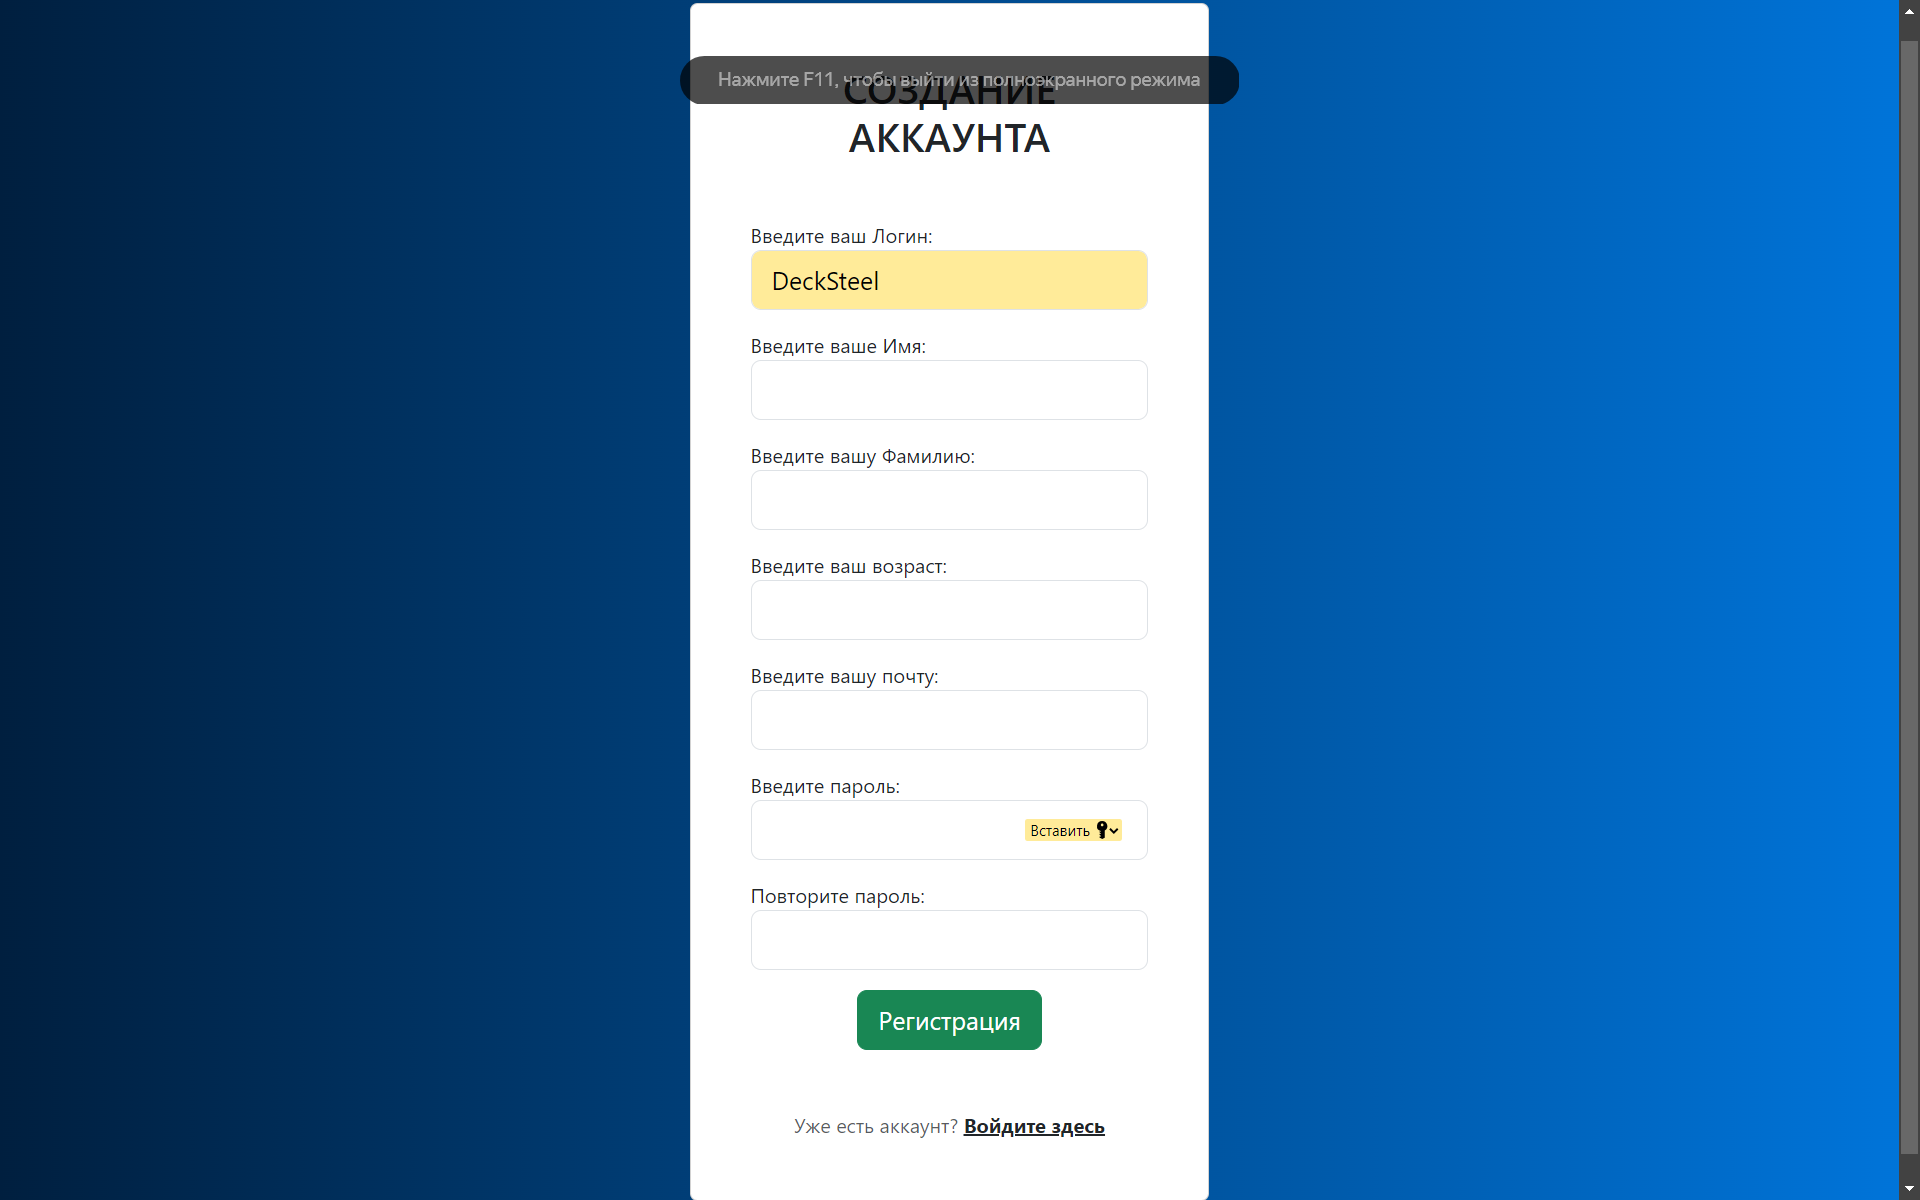 Нажмите F11, чтобы выйти из полноэкранного режима
СОЗДАНИЕ
АККАУНТА
Введите ваш Логин:
DeckSteel
Введите ваше Имя:
Введите вашу Фамилию:
Введите ваш возраст:
Введите вашу почту:
Введите пароль:
Вставить
Повторите пароль:
Регистрация
Уже есть аккаунт? Войдите здесь